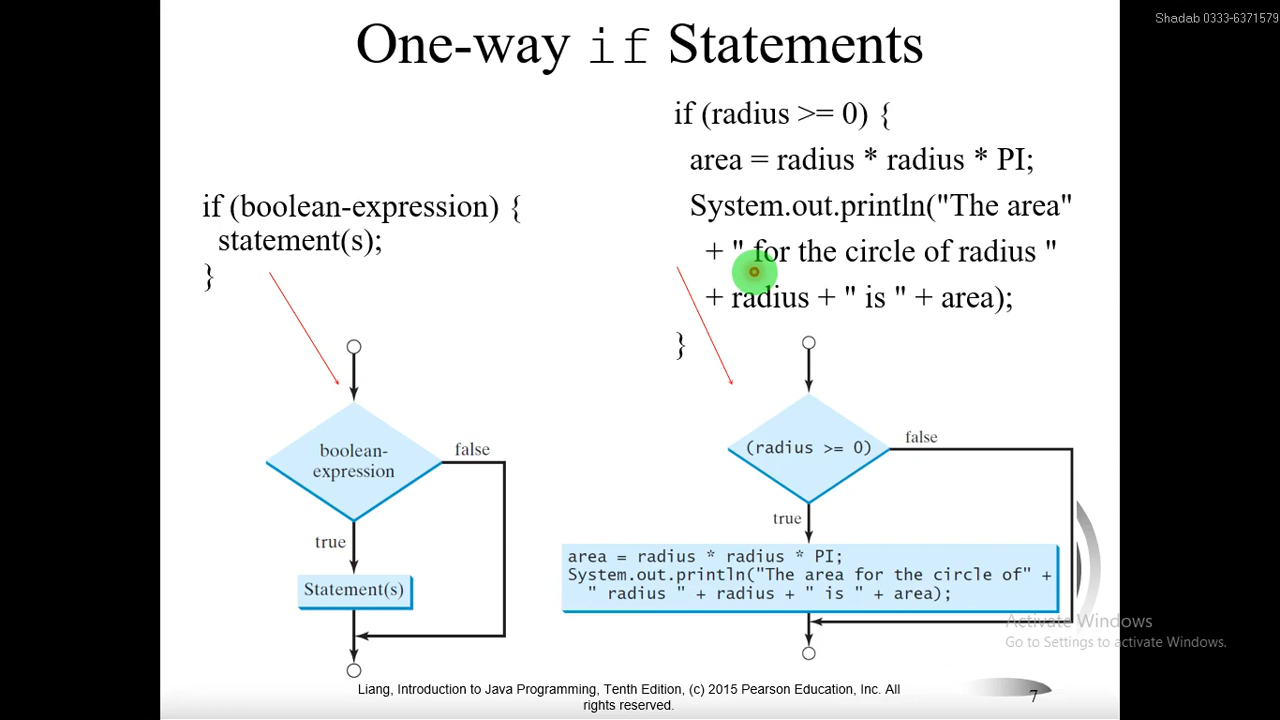 Shadab 0333-6371579
One-way if Statements
if (boolean-expression) {
statement(s);
}
if (radius >= 0) {
area = radius * radius * PI;
System.out.println("The area"
+ " for the circle of radius "
+ radius + " is " + area);
}
boolean-
expression
false
true
Statement(s)
(radius >= 0)
false
true
area = radius * radius * PI;
System.out.println("The area for the circle of" +
" radius " + radius + " is " + area);
Activate Windows
Go to Settings to activate Windows.
Liang, Introduction to Java Programming, Tenth Edition, (c) 2015 Pearson Education, Inc. All
rights reserved.
7